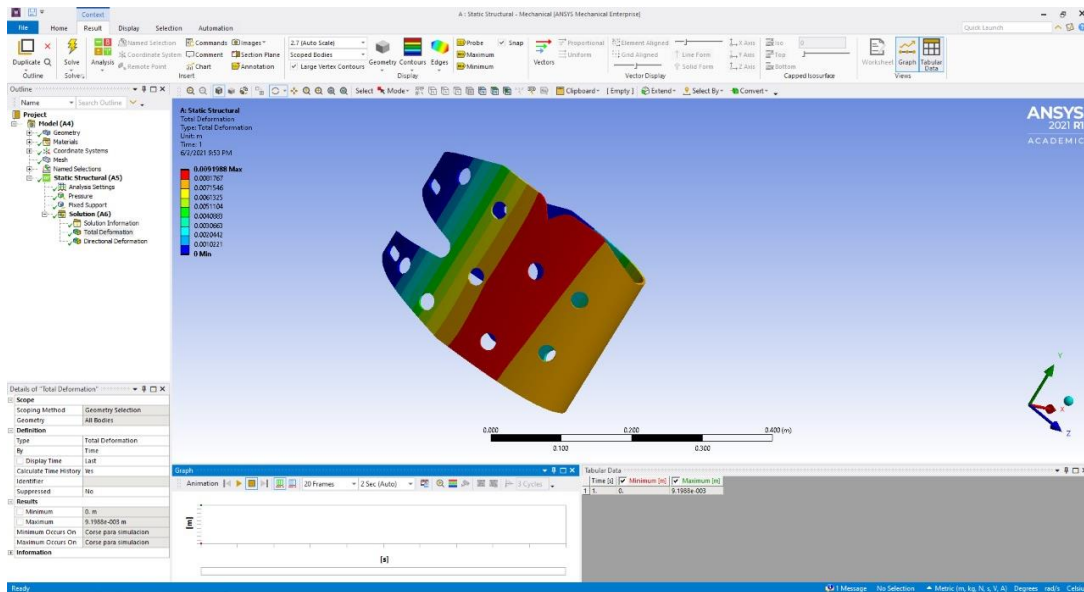 A : Static Structural - Mechanical [ANSYS Mechanical Enterprise]
Context
File Home Result Display Selection Automation
Quick Launch
Duplicate Q
Outline
Solve
Solve
Analysis
Named Selection
Coordinate System
Remote Point
Commands
Comment
Chart
Images
Section Plane
Annotation
Insert
2.7 (Auto Scale)
Scoped Bodies
Large Vertex Contours
Geometry Contours Edges
Display
Probe
Maximum
Minimum
Snap
Vectors
Proportional
Uniform
Element Aligned
Grid Aligned
Line Form
Solid Form
X Axis
Y Axis
Z Axis
Vector Display
Iso
Top
Bottom
0
Capped Isosurface
Worksheet Graph Tabular Data
Views
Outline
Name
Search Outline
Project
Model (A4)
Geometry
Materials
Coordinate Systems
Mesh
Named Selections
Static Structural (A5)
Analysis Settings
Pressure
Fixed Support
Solution (A6)
Solution Information
Total Deformation
Directional Deformation
Select Mode
Clipboard [ Empty ] Extend Select By Convert
A: Static Structural
Total Deformation
Type: Total Deformation
Unit: m
Time: 1
6/2/2021 9:53 PM
0.0091988 Max
0.0081767
0.0071546
0.0061325
0.0051104
0.0040883
0.0030663
0.0020442
0.0010221
0 Min
ANSYS
2021 R1
ACADEMIC
Y
X
Z
0.000 0.200 0.400 (m)
0.100 0.300
Details of "Total Deformation"
Scope
Scoping Method Geometry Selection
Geometry All Bodies
Definition
Type Total Deformation
By Time
Display Time Last
Calculate Time History Yes
Identifier
Suppressed No
Results
Minimum 0. m
Maximum 9.1988e-003 m
Minimum Occurs On Corse para simulacion
Maximum Occurs On Corse para simulacion
Information
Graph
Animation 20 Frames 2 Sec (Auto) 3 Cycles
[m]
[s]
Tabular Data
Time [s] Minimum [m] Maximum [m]
1 1. 0. 9.1988e-003
Ready
1 Message No Selection Metric (m, kg, N, s, V, A) Degrees rad/s Celsiu